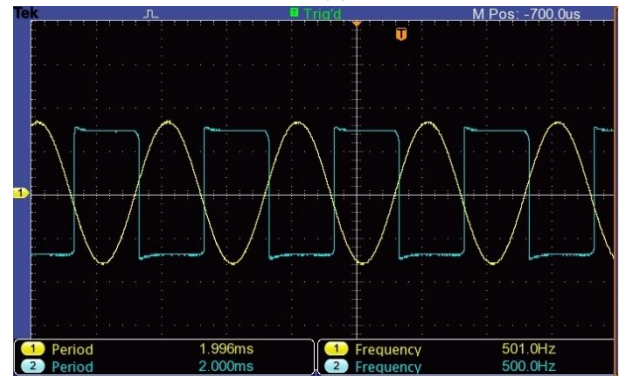 Tek Trig'd M Pos: -700.0us
T
1
1 Period 1.996ms 1 Frequency 501.0Hz
2 Period 2.000ms 2 Frequency 500.0Hz